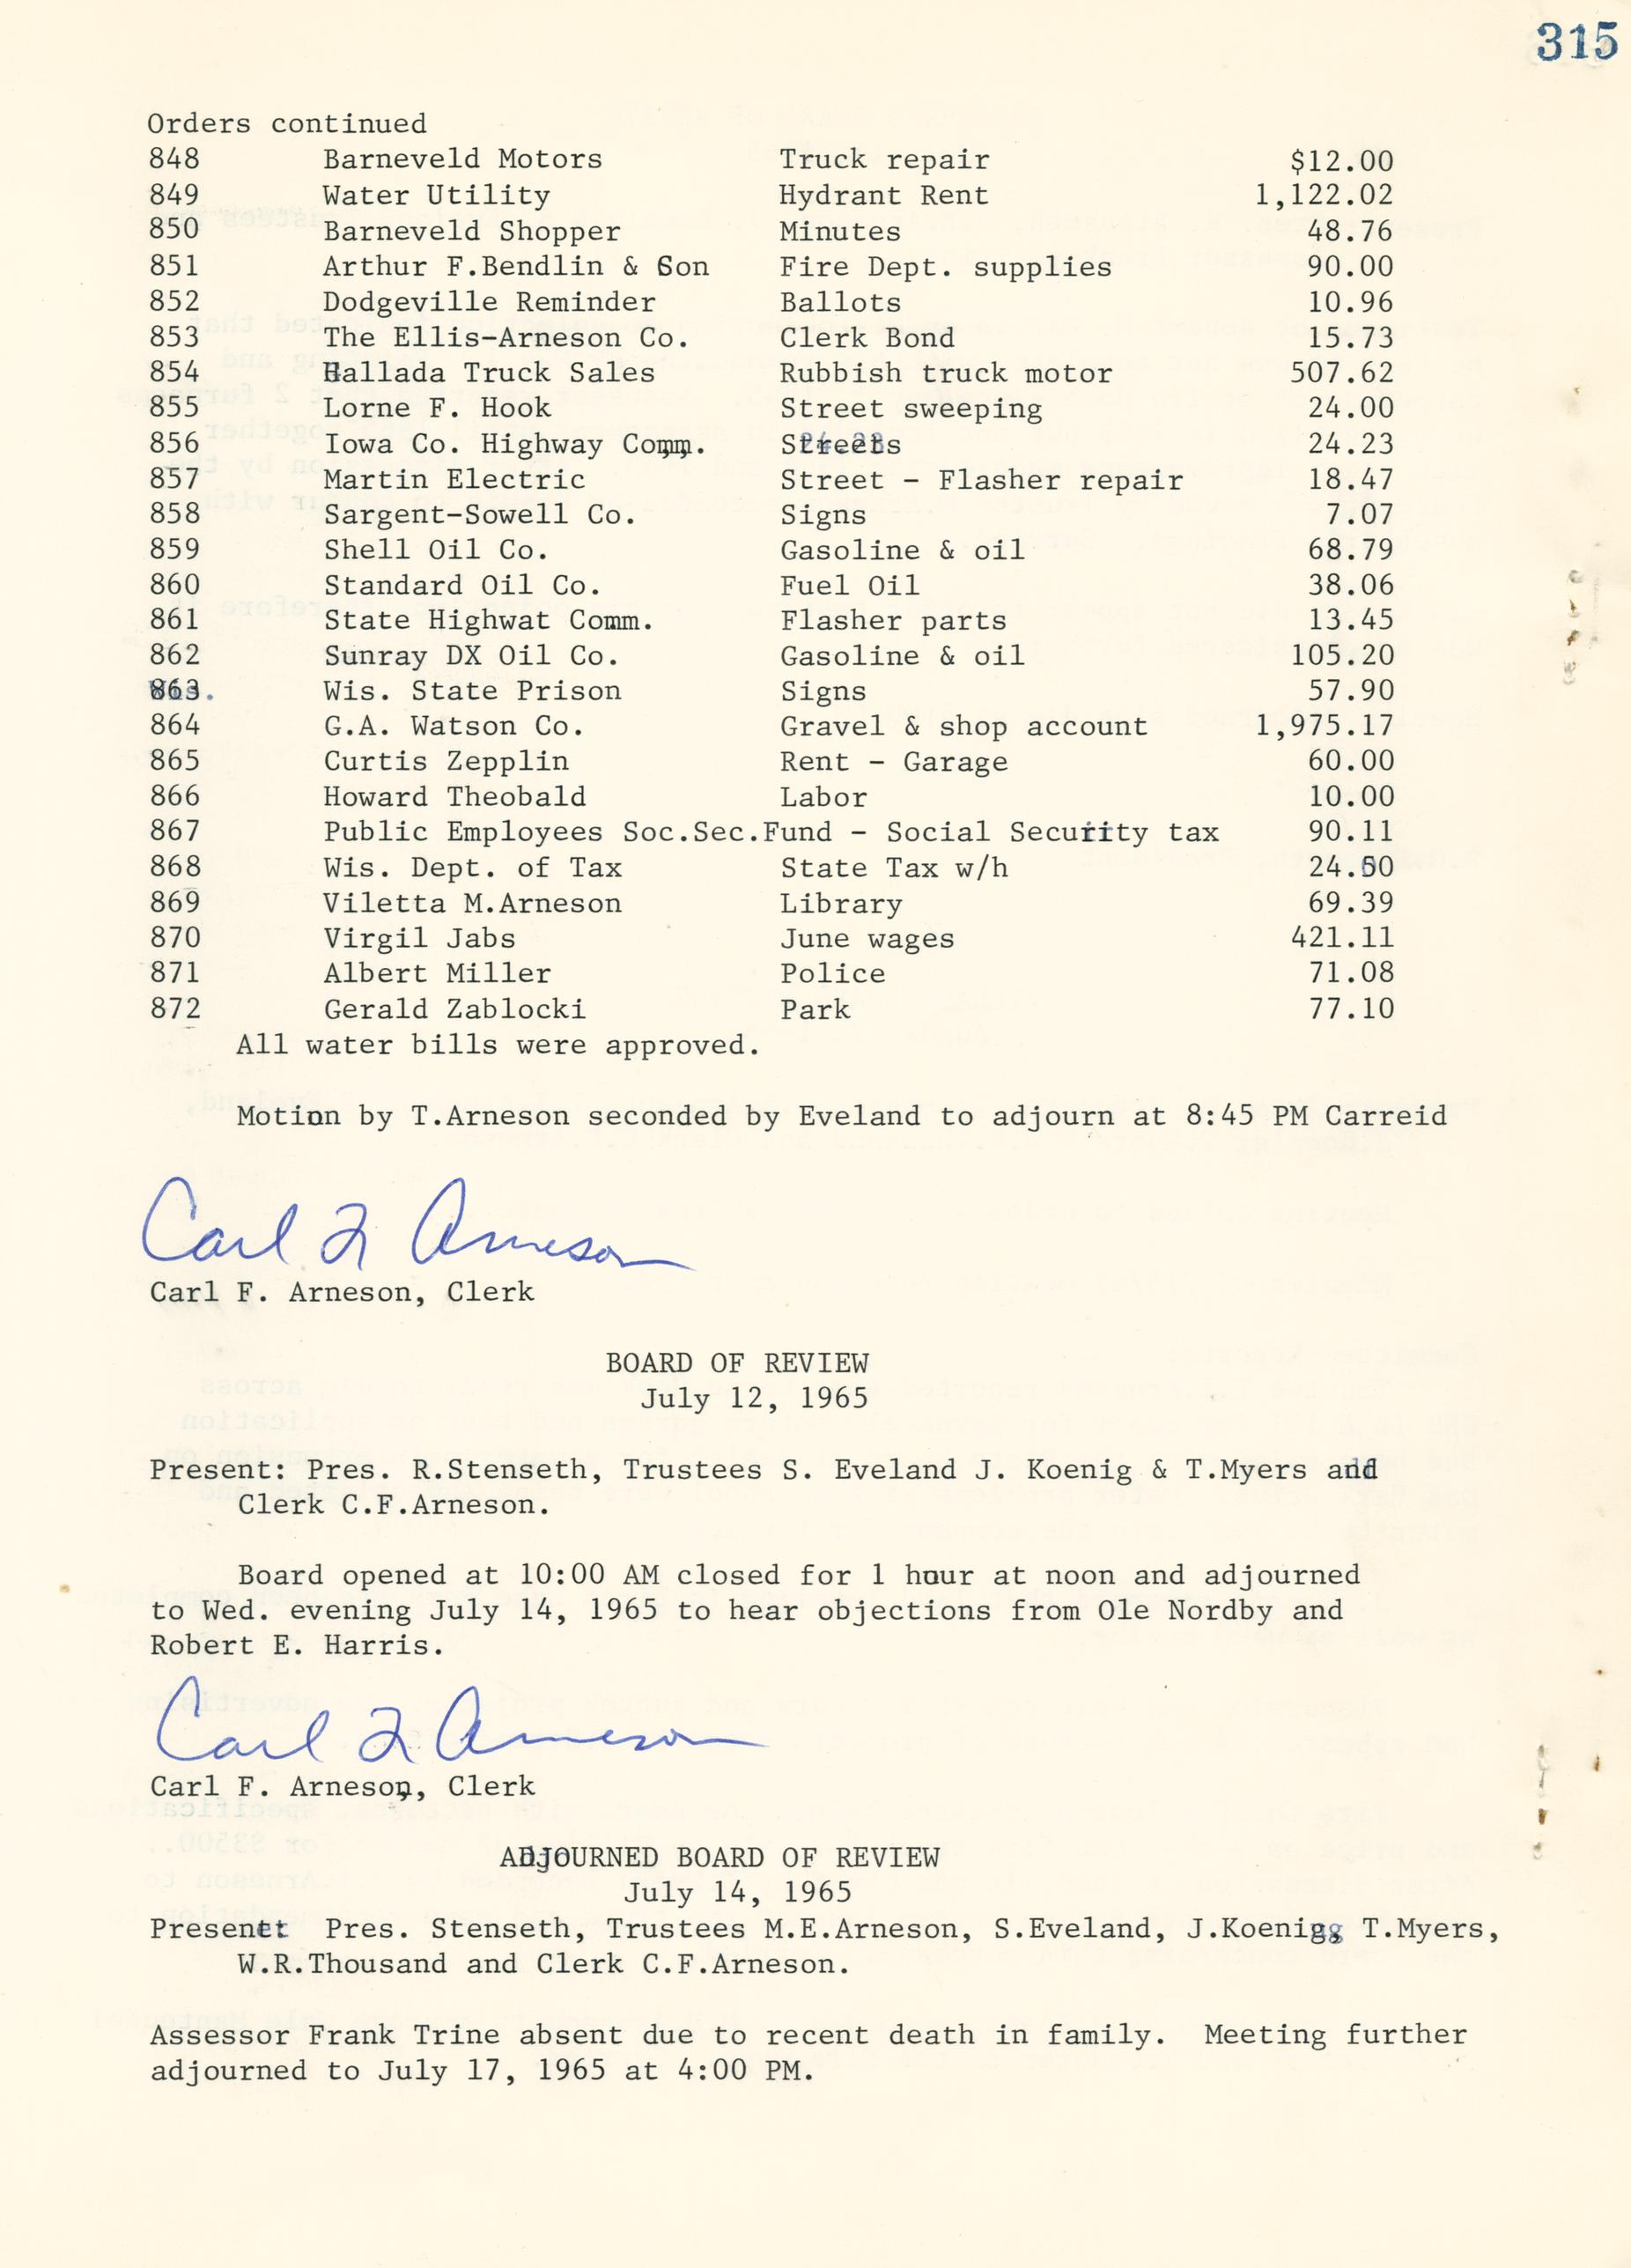 315
Orders continued
848 Barneveld Motors Truck repair $12.00
849 Water Utility Hydrant Rent 1,122.02
850 Barneveld Shopper Minutes 48.76
851 Arthur F.Bendlin & Son Fire Dept. supplies 90.00
852 Dodgeville Reminder Ballots 10.96
853 The Ellis-Arneson Co. Clerk Bond 15.73
854 Hallada Truck Sales Rubbish truck motor 507.62
855 Lorne F. Hook Street sweeping 24.00
856 Iowa Co. Highway Comm. Streets 24.23
857 Martin Electric Street - Flasher repair 18.47
858 Sargent-Sowell Co. Signs 7.07
859 Shell Oil Co. Gasoline & oil 68.79
860 Standard Oil Co. Fuel Oil 38.06
861 State Highwat Comm. Flasher parts 13.45
862 Sunray DX Oil Co. Gasoline & oil 105.20
863 Wis. State Prison Signs 57.90
864 G.A. Watson Co. Gravel & shop account 1,975.17
865 Curtis Zepplin Rent - Garage 60.00
866 Howard Theobald Labor 10.00
867 Public Employees Soc.Sec.Fund - Social Security tax 90.11
868 Wis. Dept. of Tax State Tax w/h
869 Viletta M.Arneson Library 69.39
870 Virgil Jabs June wages 421.11
871 Albert Miller Police 71.08
872 Gerald Zablocki Park 77.10
All water bills were approved.
Motion by T.Arneson seconded by Eveland to adjourn at 8:45 PM Carreid
Carl F Arneson
Carl F. Arneson, Clerk
BOARD OF REVIEW
July 12, 1965
Present: Pres. R.Stenseth, Trustees S. Eveland J. Koenig & T.Myers and
Clerk C.F.Arneson.
Board opened at 10:00 AM closed for 1 hour at noon and adjourned
to Wed. evening July 14, 1965 to hear objections from Ole Nordby and
Robert E. Harris.
Carl F Arneson
Carl F. Arneson, Clerk
ADJOURNED BOARD OF REVIEW
July 14, 1965
Present Pres. Stenseth, Trustees M.E.Arneson, S.Eveland, J.Koenig, T.Myers,
W.R.Thousand and Clerk C.F.Arneson.
Assessor Frank Trine absent due to recent death in family. Meeting further
adjourned to July 17, 1965 at 4:00 PM.